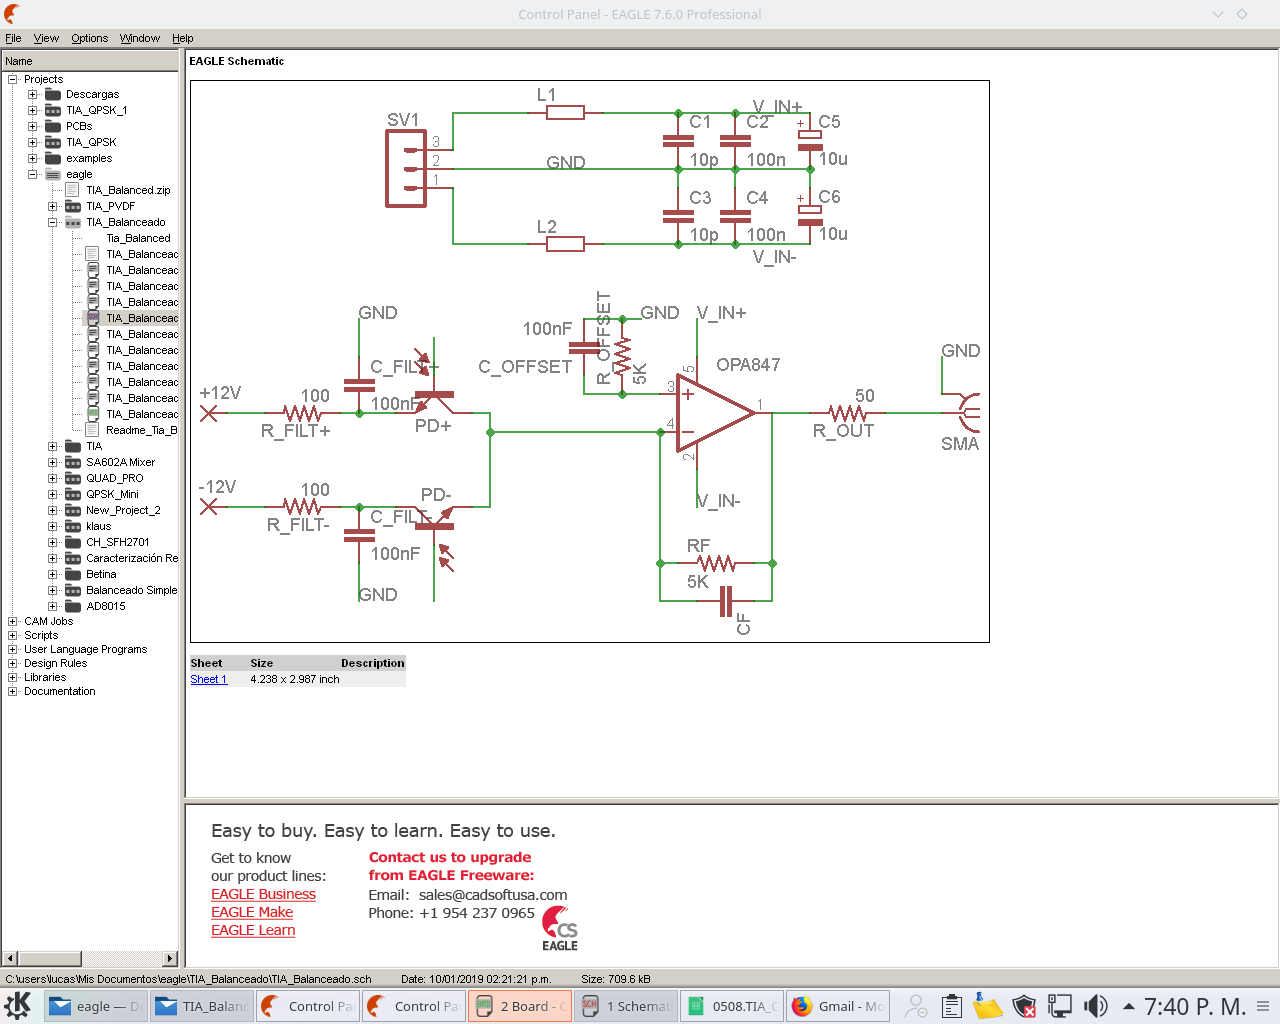 Control Panel - EAGLE 7.6.0 Professional
File View Options Window Help
Name
Projects
Descargas
TIA_QPSK_1
PCBs
TIA_QPSK
examples
eagle
TIA_Balanced.zip
TIA_PVDF
TIA_Balanceado
Tia_Balanced
TIA_Balanceac
TIA_Balanceac
TIA_Balanceac
TIA_Balanceac
TIA_Balanceac
TIA_Balanceac
TIA_Balanceac
TIA_Balanceac
TIA_Balanceac
TIA_Balanceac
TIA_Balanceac
Readme_Tia_B
TIA
SA602A Mixer
QUAD_PRO
QPSK_Mini
New_Project_2
klaus
CH_SFH2701
Caracterización Re
Betina
Balanceado Simple
AD8015
CAM Jobs
Scripts
User Language Programs
Design Rules
Libraries
Documentation
EAGLE Schematic
L1
V_IN+
SV1
C1 C2 C5
3
2
1
GND
10p 100n 10u
C3 C4 C6
L2
10p 100n 10u
V_IN-
GND
100nF
R_OFFSET
GND V_IN+
C_FILT+
C_OFFSET
5K
OPA847
GND
+12V
100
100nF
PD+
R_FILT+
3
5
4
2
1
50
R_OUT
SMA
-12V
100
PD-
C_FILT-
R_FILT-
100nF
GND
V_IN-
RF
5K
CF
Sheet Size Description
Sheet 1 4.238 x 2.987 inch
Easy to buy. Easy to learn. Easy to use.
Get to know
our product lines:
EAGLE Business
EAGLE Make
EAGLE Learn
Contact us to upgrade
from EAGLE Freeware:
Email: sales@cadsoftusa.com
Phone: +1 954 237 0965
CS
EAGLE
C:\users\lucas\Mis Documentos\eagle\TIA_Balanceado\TIA_Balanceado.sch Date: 10/01/2019 02:21:21 p.m. Size: 709.6 kB
eagle — D TIA_Balanc Control Pa Control Pa 2 Board - C 1 Schemat 0508.TIA_C Gmail - Mo 7:40 P. M.